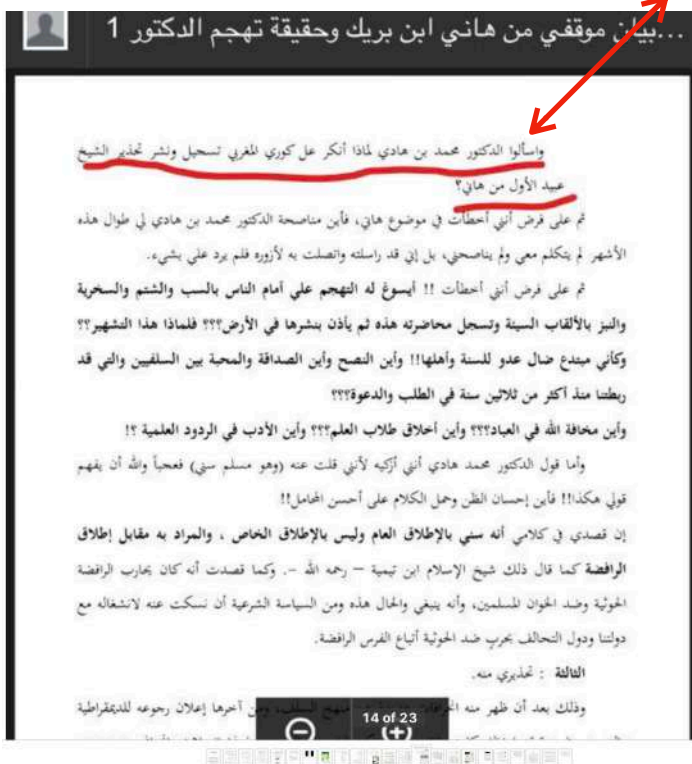 ...بيان موقفي من هاني ابن بريك وحقيقة تهجم الدكتور 1
واسألوا الدكتور محمد بن هادي لماذا أنكر عل كوري المغربي تسجيل ونشر تحذير الشيخ
عبيد الأول من هاني؟
ثم على فرض أنني أخطأت في موضوع هاني، فأين مناصحة الدكتور محمد بن هادي لي طوال هذه
الأشهر لم يتكلم معي ولم يناصحني، بل إني قد راسلته واتصلت به لأزوره فلم يرد علي بشيء.
ثم على فرض أنني أخطأت !! أيسوغ له التهجم علي أمام الناس بالسب والشتم والسخرية
والنبز بالألقاب السيئة وتسجل محاضرته هذه ثم يأذن بنشرها في الأرض؟؟؟ فلماذا هذا التشهير؟؟
وكأني مبتدع ضال عدو للسنة وأهلها!! وأين النصح وأين الصداقة والمحبة بين السلفيين والتي قد
ربطتنا منذ أكثر من ثلاثين سنة في الطلب والدعوة؟؟؟
وأين مخافة الله في العباد؟؟؟ وأين أخلاق طلاب العلم؟؟؟ وأين الأدب في الردود العلمية ؟!
وأما قول الدكتور محمد هادي أنني أزكيه لأنني قلت عنه (وهو مسلم سني) فعجباً والله أن يفهم
قولي هكذا!! فأين إحسان الظن وحمل الكلام على أحسن المحامل!!
إن قصدي في كلامي أنه سني بالإطلاق العام وليس بالإطلاق الخاص ، والمراد به مقابل إطلاق
الرافضة كما قال ذلك شيخ الإسلام ابن تيمية – رحمه الله -. وكما قصدت أنه كان يحارب الرافضة
الحوثية وضد الخوان المسلمين، وأنه ينبغي والحال هذه ومن السياسة الشرعية أن نسكت عنه لانشغاله مع
دولتنا ودول التحالف بحرب ضد الحوثية أتباع الفرس الرافضة.
الثالثة : تحذيري منه.
وذلك بعد أن ظهر منه آخرها إعلان رجوعه للديمقراطية
14 of 23